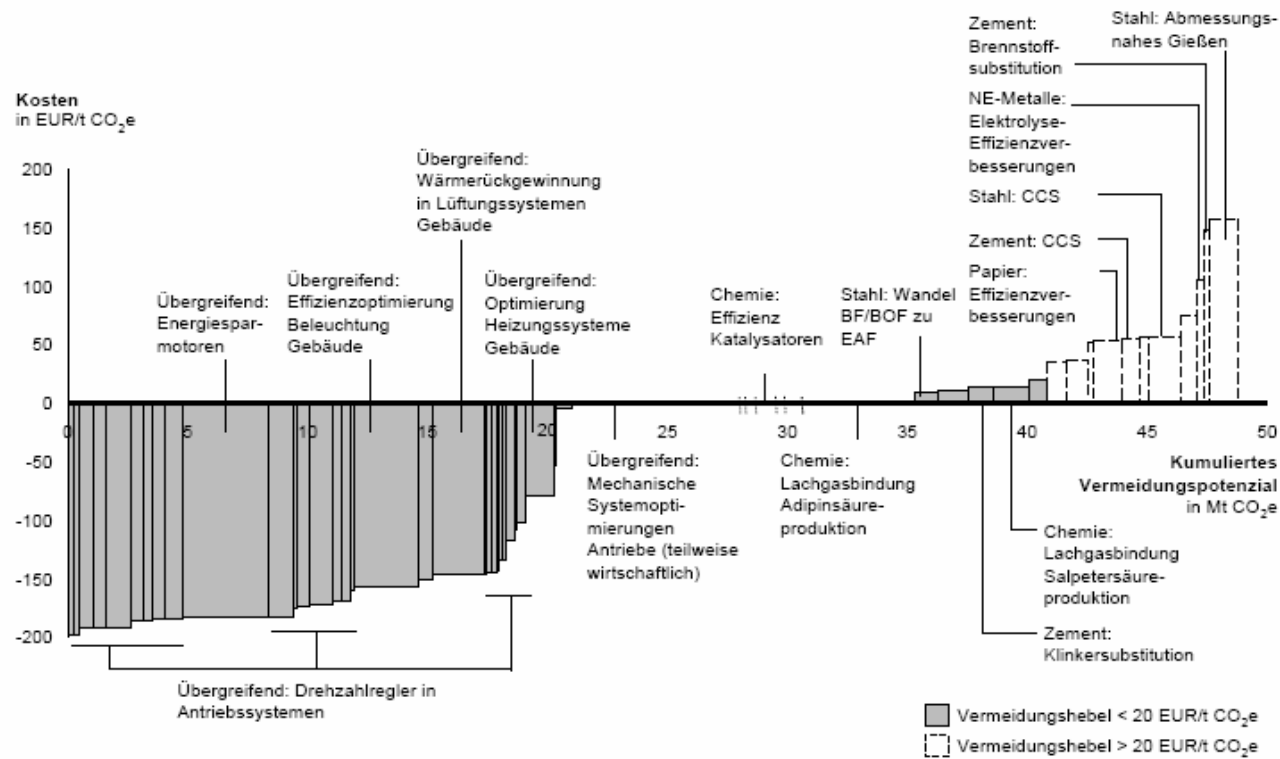 Zement:
Brennstoff-
substitution
Stahl: Abmessungs-
nahes Gießen
Kosten
in EUR/t CO2e
NE-Metalle:
Elektrolyse-
Effizienzver-
besserungen
Stahl: CCS
Zement: CCS
Papier:
Effizienzver-
besserungen
Übergreifend:
Wärmerückgewinnung
in Lüftungssystemen
Gebäude
Übergreifend:
Energiespar-
motoren
Übergreifend:
Effizienzoptimierung
Beleuchtung
Gebäude
Übergreifend:
Optimierung
Heizungssysteme
Gebäude
Chemie:
Effizienz
Katalysatoren
Stahl: Wandel
BF/BOF zu
EAF
200
150
100
50
0
-50
-100
-150
-200
0 5 10 15 20 25 30 35 40 45 50
Kumuliertes
Vermeidungspotenzial
in Mt CO2e
Übergreifend:
Mechanische
Systemopti-
mierungen
Antriebe (teilweise
wirtschaftlich)
Chemie:
Lachgasbindung
Adipinsäure-
produktion
Chemie:
Lachgasbindung
Salpetersäure-
produktion
Zement:
Klinkersubstitution
Übergreifend: Drehzahlregler in
Antriebssystemen
Vermeidungshebel < 20 EUR/t CO2e
Vermeidungshebel > 20 EUR/t CO2e